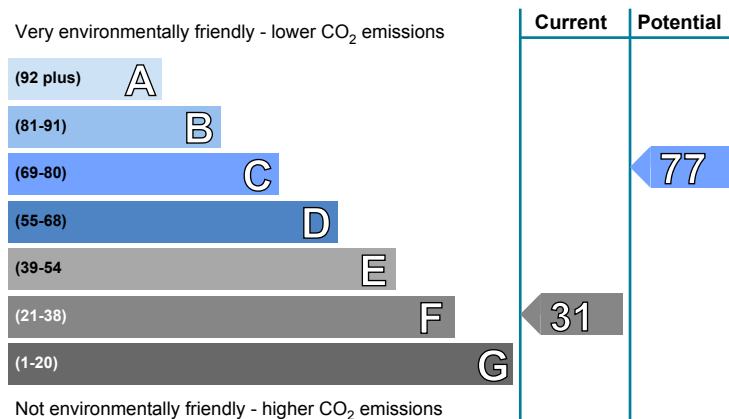 Very environmentally friendly - lower CO2 emissions
Current
Potential
(92 plus) A
(81-91) B
(69-80) C
77
(55-68) D
(39-54 E
(21-38) F
31
(1-20) G
Not environmentally friendly - higher CO2 emissions